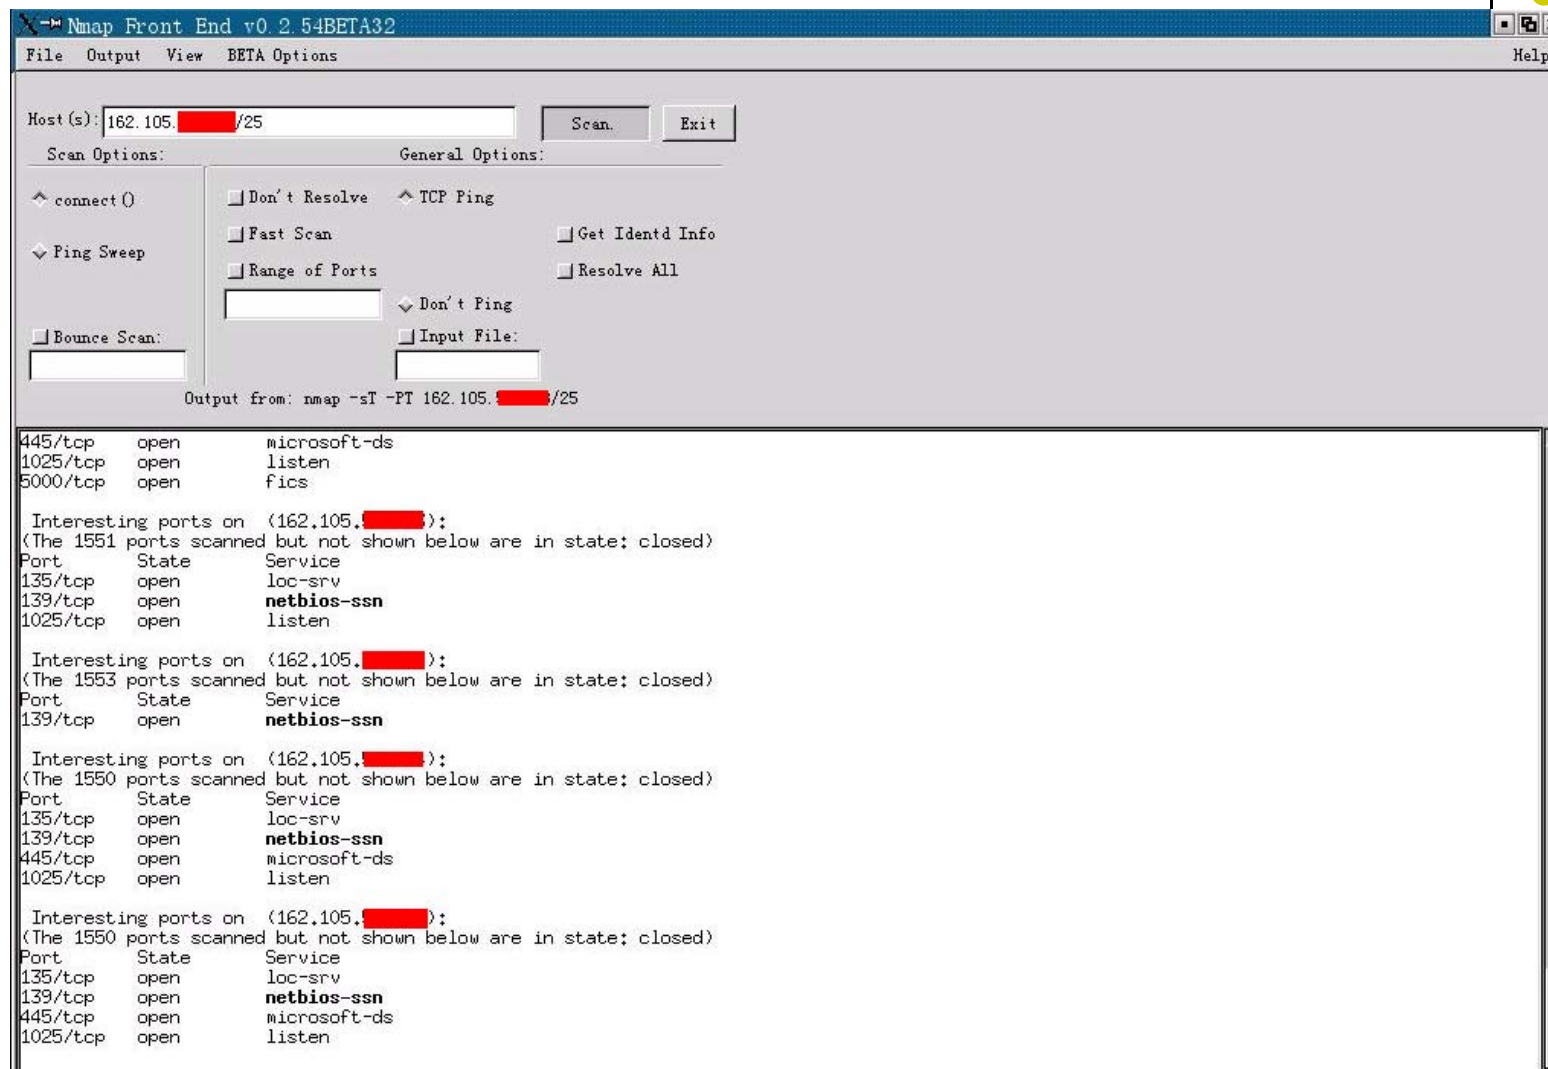 Nmap Front End v0.2.54BETA32
File Output View BETA Options Help
Host(s): 162.105. /25 Scan. Exit
Scan Options: General Options:
connect() Don't Resolve TCP Ping
Fast Scan Get Identd Info
Ping Sweep
Range of Ports Resolve All
Don't Ping
Bounce Scan: Input File:
Output from: nmap -sT -PT 162.105. /25
445/tcp open microsoft-ds
1025/tcp open listen
5000/tcp open fics
Interesting ports on (162.105. ):
(The 1551 ports scanned but not shown below are in state: closed)
Port State Service
135/tcp open loc-srv
139/tcp open netbios-ssn
1025/tcp open listen
Interesting ports on (162.105. ):
(The 1553 ports scanned but not shown below are in state: closed)
Port State Service
139/tcp open netbios-ssn
Interesting ports on (162.105. ):
(The 1550 ports scanned but not shown below are in state: closed)
Port State Service
135/tcp open loc-srv
139/tcp open netbios-ssn
445/tcp open microsoft-ds
1025/tcp open listen
Interesting ports on (162.105. ):
(The 1550 ports scanned but not shown below are in state: closed)
Port State Service
135/tcp open loc-srv
139/tcp open netbios-ssn
445/tcp open microsoft-ds
1025/tcp open listen